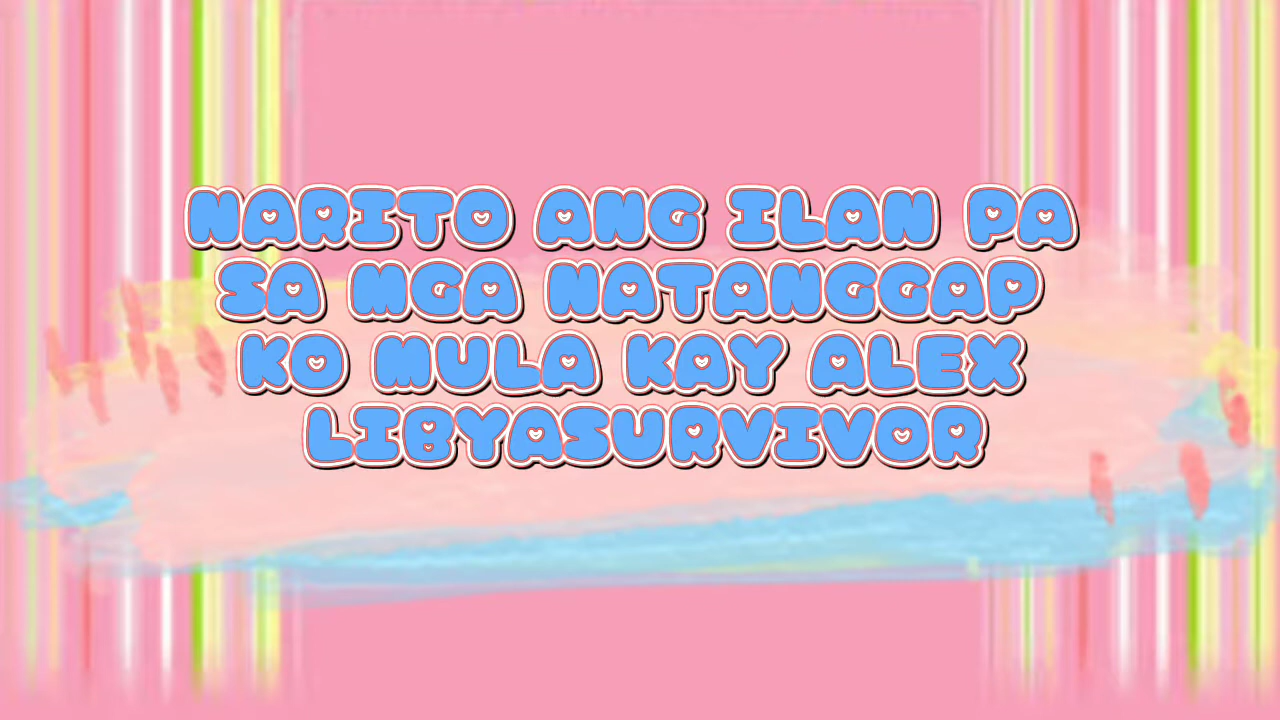 NARITO ANG ILAN PA
SA MGA NATANGGAP
KO MULA KAY ALEX
LIBYASURVIVOR